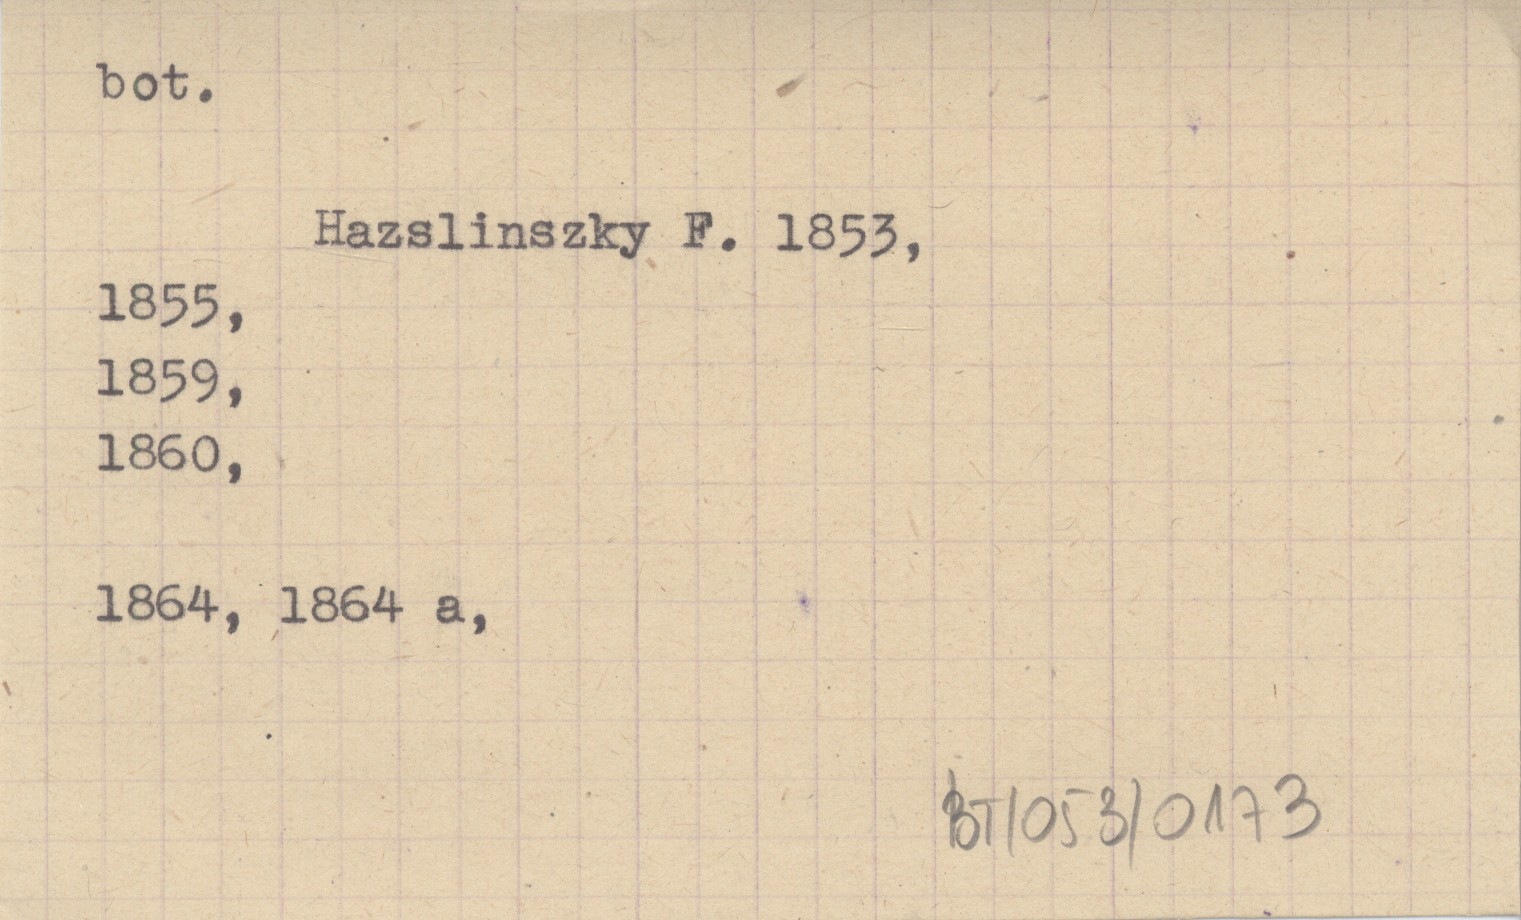 bot.
Hazslinszky F. 1853,
1855,
1859,
1860,
1864, 1864 a,
BT/053/0173